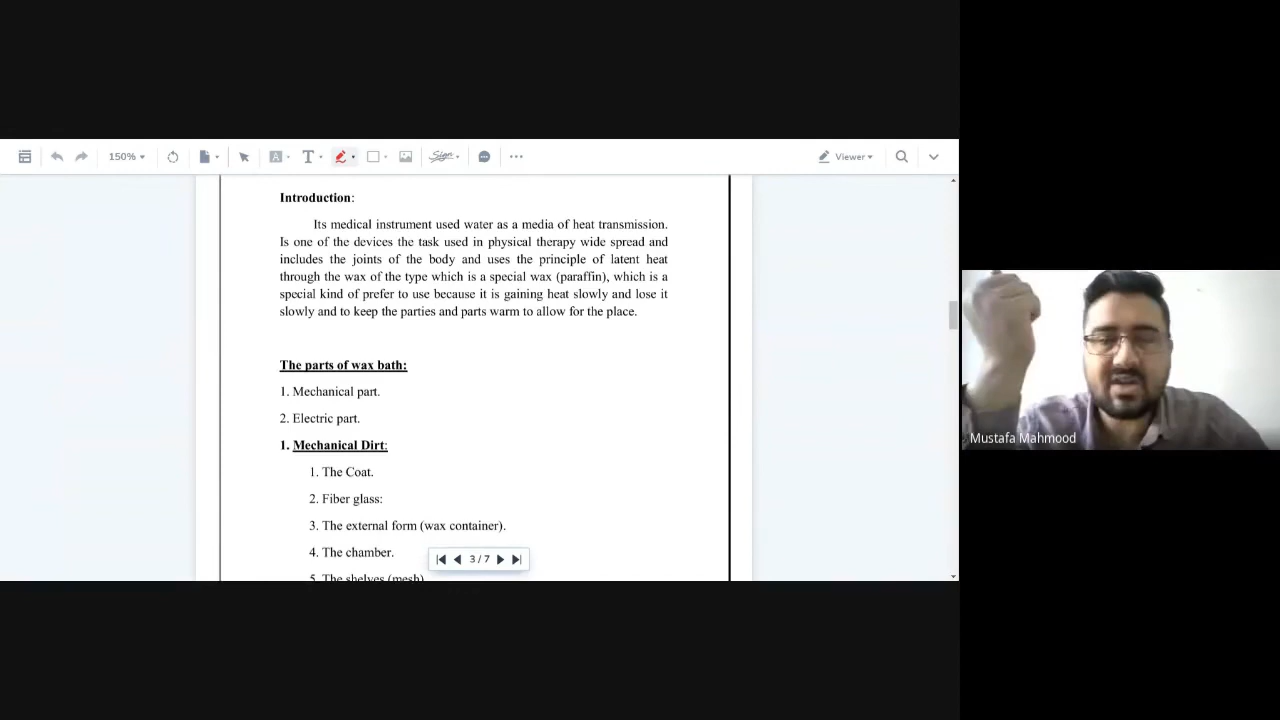 150%
T
Sign
Viewer
Introduction:
Its medical instrument used water as a media of heat transmission.
Is one of the devices the task used in physical therapy wide spread and
includes the joints of the body and uses the principle of latent heat
through the wax of the type which is a special wax (paraffin), which is a
special kind of prefer to use because it is gaining heat slowly and lose it
slowly and to keep the parties and parts warm to allow for the place.
The parts of wax bath:
1. Mechanical part.
2. Electric part.
1. Mechanical Dirt:
1. The Coat.
2. Fiber glass:
3. The external form (wax container).
4. The chamber.
5. The shelves (mesh)
3 / 7
Mustafa Mahmood